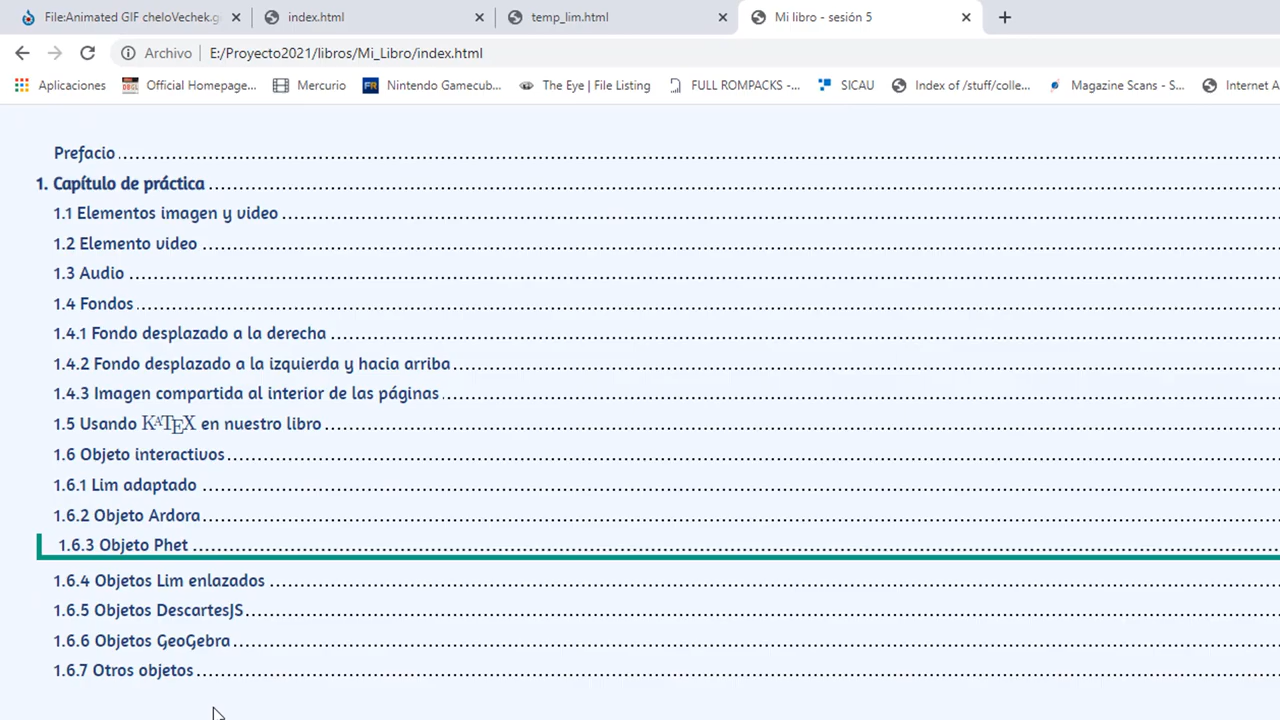 File:Animated GIF cheloVechek.g
index.html
temp_lim.html
Mi libro - sesión 5
Archivo
E:/Proyecto2021/libros/Mi_Libro/index.html
Aplicaciones
Official Homepage...
Mercurio
Nintendo Gamecub...
The Eye | File Listing
FULL ROMPACKS -...
SICAU
Index of /stuff/colle...
Magazine Scans - S...
Internet A
Prefacio
1. Capítulo de práctica
1.1 Elementos imagen y video
1.2 Elemento video
1.3 Audio
1.4 Fondos
1.4.1 Fondo desplazado a la derecha
1.4.2 Fondo desplazado a la izquierda y hacia arriba
1.4.3 Imagen compartida al interior de las páginas
1.5 Usando KATEX en nuestro libro
1.6 Objeto interactivos
1.6.1 Lim adaptado
1.6.2 Objeto Ardora
1.6.3 Objeto Phet
1.6.4 Objetos Lim enlazados
1.6.5 Objetos DescartesJS
1.6.6 Objetos GeoGebra
1.6.7 Otros objetos